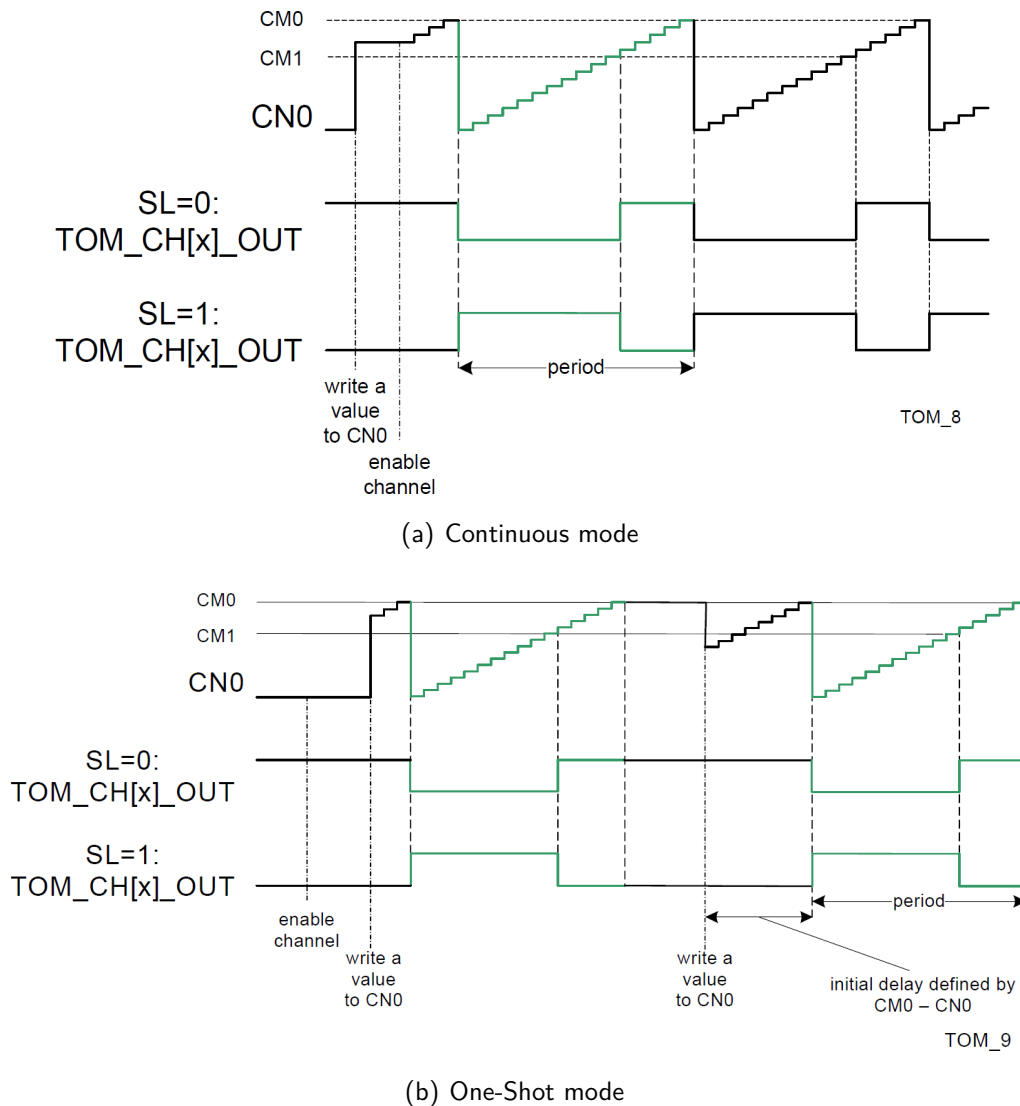 CM0
CM1
CN0
SL=0:
TOM_CH[x]_OUT
SL=1:
TOM_CH[x]_OUT
period
write a
value
to CN0
enable
channel
TOM_8
(a) Continuous mode
CM0
CM1
CN0
SL=0:
TOM_CH[x]_OUT
SL=1:
TOM_CH[x]_OUT
period
enable
channel
write a
value
to CN0
write a
value
to CN0
initial delay defined by
CM0 – CN0
TOM_9
(b) One-Shot mode